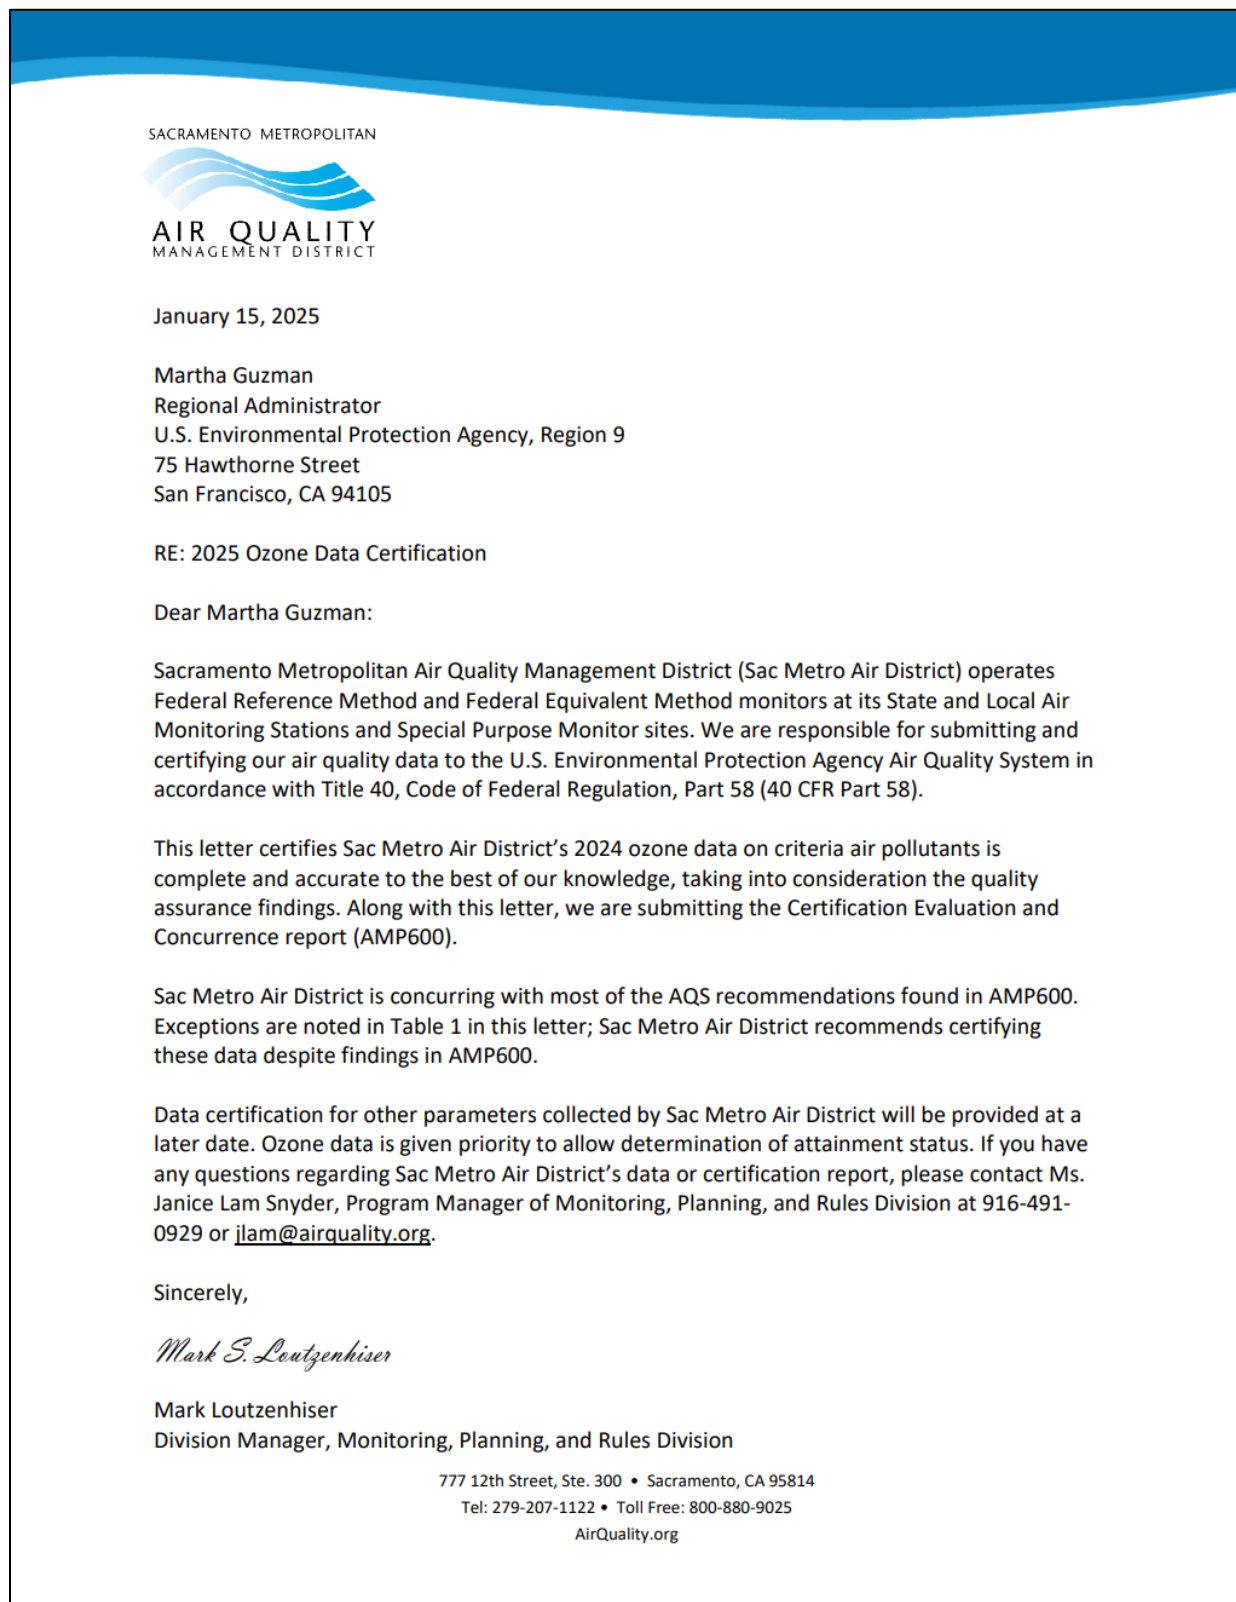 SACRAMENTO METROPOLITAN
AIR QUALITY
MANAGEMENT DISTRICT
January 15, 2025
Martha Guzman
Regional Administrator
U.S. Environmental Protection Agency, Region 9
75 Hawthorne Street
San Francisco, CA 94105
RE: 2025 Ozone Data Certification
Dear Martha Guzman:
Sacramento Metropolitan Air Quality Management District (Sac Metro Air District) operates
Federal Reference Method and Federal Equivalent Method monitors at its State and Local Air
Monitoring Stations and Special Purpose Monitor sites. We are responsible for submitting and
certifying our air quality data to the U.S. Environmental Protection Agency Air Quality System in
accordance with Title 40, Code of Federal Regulation, Part 58 (40 CFR Part 58).
This letter certifies Sac Metro Air District’s 2024 ozone data on criteria air pollutants is
complete and accurate to the best of our knowledge, taking into consideration the quality
assurance findings. Along with this letter, we are submitting the Certification Evaluation and
Concurrence report (AMP600).
Sac Metro Air District is concurring with most of the AQS recommendations found in AMP600.
Exceptions are noted in Table 1 in this letter; Sac Metro Air District recommends certifying
these data despite findings in AMP600.
Data certification for other parameters collected by Sac Metro Air District will be provided at a
later date. Ozone data is given priority to allow determination of attainment status. If you have
any questions regarding Sac Metro Air District’s data or certification report, please contact Ms.
Janice Lam Snyder, Program Manager of Monitoring, Planning, and Rules Division at 916-491-
0929 or jlam@airquality.org.
Sincerely,
Mark S. Loutzenhiser
Mark Loutzenhiser
Division Manager, Monitoring, Planning, and Rules Division
777 12th Street, Ste. 300 • Sacramento, CA 95814
Tel: 279-207-1122 • Toll Free: 800-880-9025
AirQuality.org